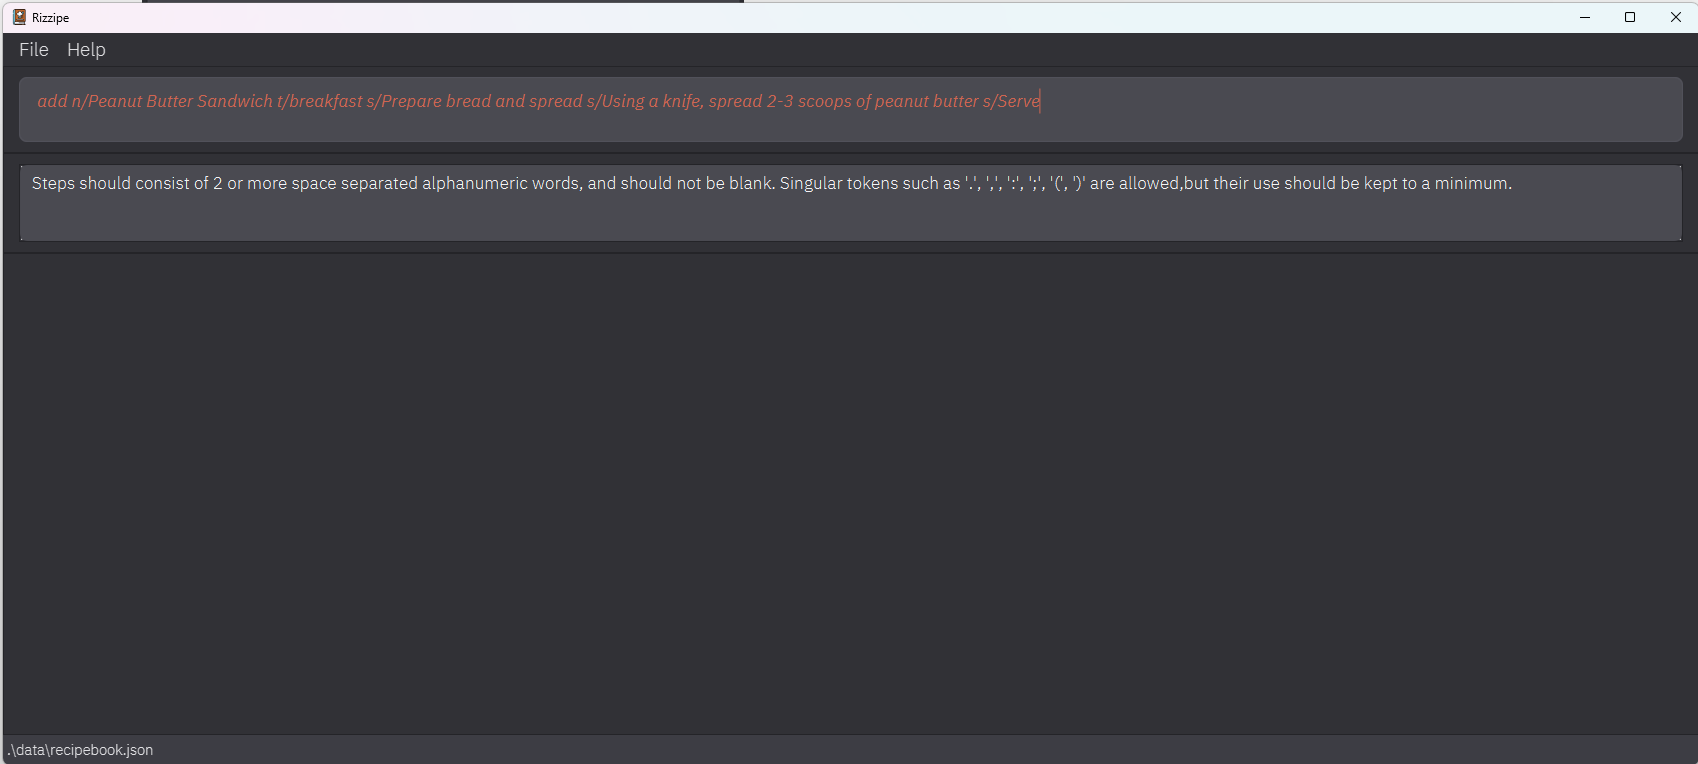 Rizzipe
File Help
add n/Peanut Butter Sandwich t/breakfast s/Prepare bread and spread s/Using a knife, spread 2-3 scoops of peanut butter s/Serve
Steps should consist of 2 or more space separated alphanumeric words, and should not be blank. Singular tokens such as '.', ',', ':', ';', '(', ')' are allowed,but their use should be kept to a minimum.
.\data\recipebook.json